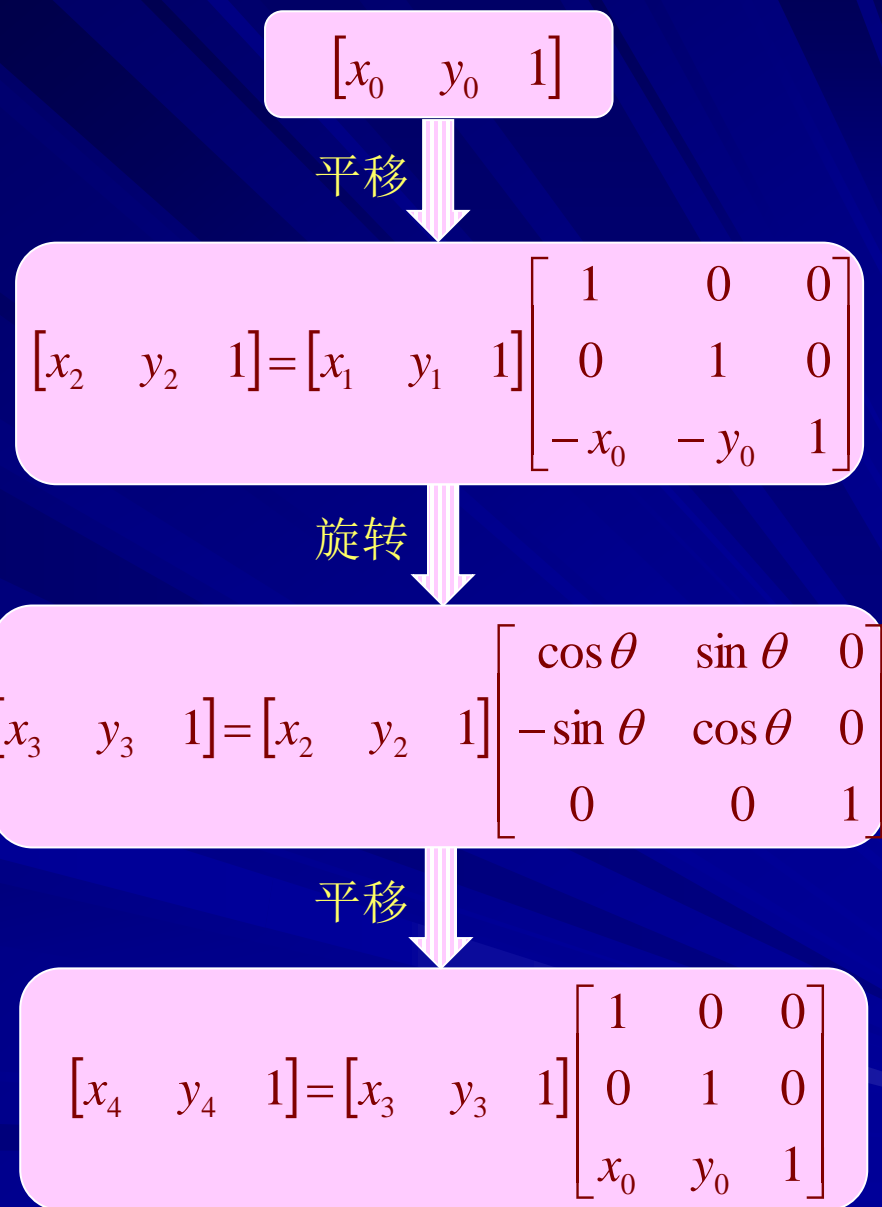 [x₀ y₀ 1]
平移
[x₂ y₂ 1]=[x₁ y₁ 1][1 0 0
0 1 0
−x₀ −y₀ 1]
旋转
[x₃ y₃ 1]=[x₂ y₂ 1][cosθ sinθ 0
−sinθ cosθ 0
0 0 1]
平移
[x₄ y₄ 1]=[x₃ y₃ 1][1 0 0
0 1 0
x₀ y₀ 1]